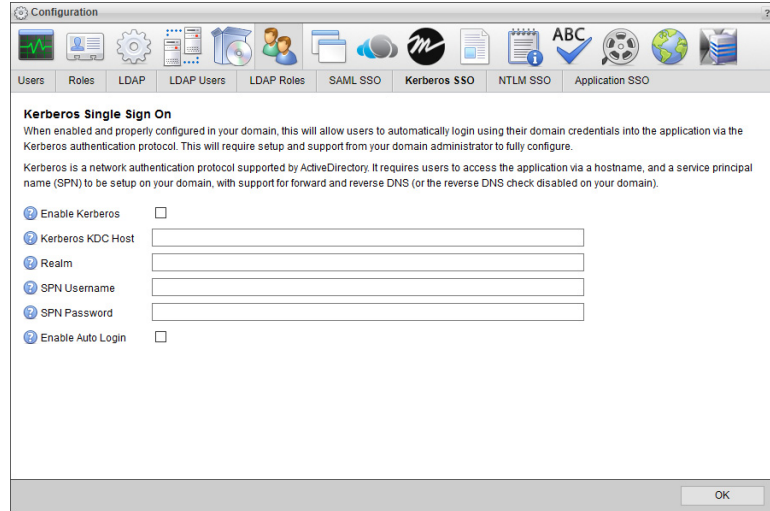 Configuration
?
ABC
Users Roles LDAP LDAP Users LDAP Roles SAML SSO Kerberos SSO NTLM SSO Application SSO
Kerberos Single Sign On
When enabled and properly configured in your domain, this will allow users to automatically login using their domain credentials into the application via the
Kerberos authentication protocol. This will require setup and support from your domain administrator to fully configure.
Kerberos is a network authentication protocol supported by ActiveDirectory. It requires users to access the application via a hostname, and a service principal
name (SPN) to be setup on your domain, with support for forward and reverse DNS (or the reverse DNS check disabled on your domain).
? Enable Kerberos
? Kerberos KDC Host
? Realm
? SPN Username
? SPN Password
? Enable Auto Login
OK